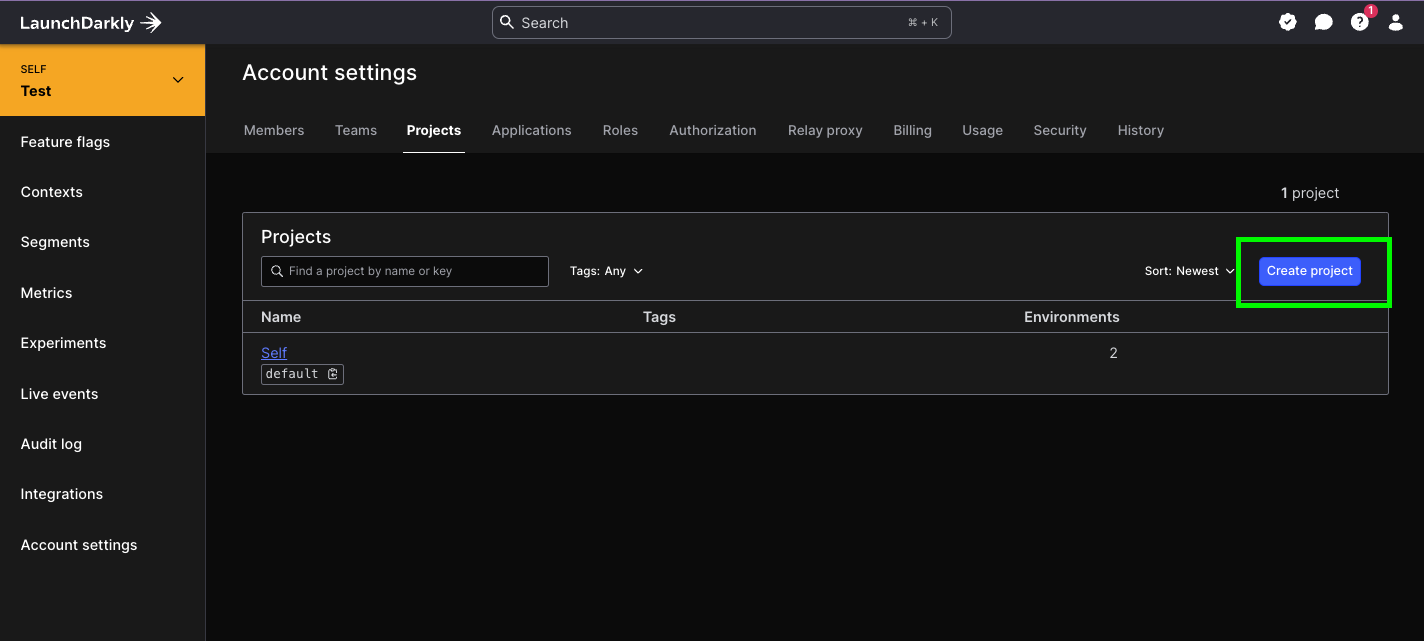 LaunchDarkly
Search
⌘ + K
1
SELF
Test
Feature flags
Contexts
Segments
Metrics
Experiments
Live events
Audit log
Integrations
Account settings
Account settings
Members Teams Projects Applications Roles Authorization Relay proxy Billing Usage Security History
1 project
Projects
Find a project by name or key Tags: Any Sort: Newest Create project
Name Tags Environments
Self 2
default